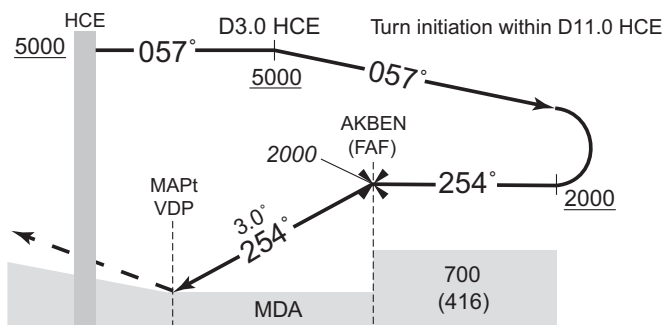 HCE
5000
057°
D3.0 HCE
5000
Turn initiation within D11.0 HCE
057°
AKBEN
(FAF)
2000
254°
2000
MAPt
VDP
3.0°
254°
MDA
700
(416)